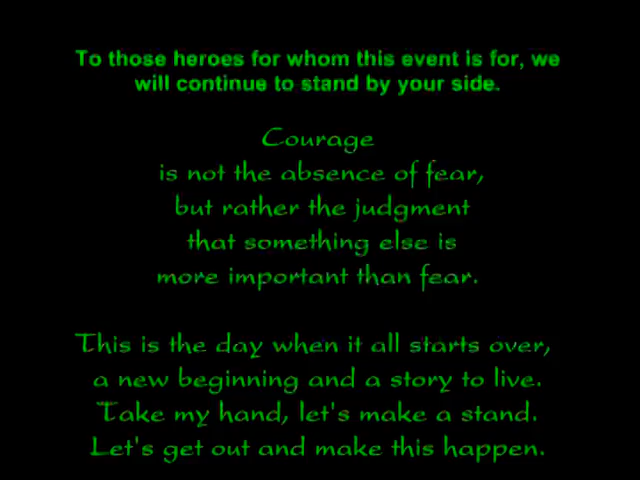 To those heroes for whom this event is for, we
will continue to stand by your side.
Courage
is not the absence of fear,
but rather the judgment
that something else is
more important than fear.
This is the day when it all starts over,
a new beginning and a story to live.
Take my hand, let's make a stand.
Let's get out and make this happen.